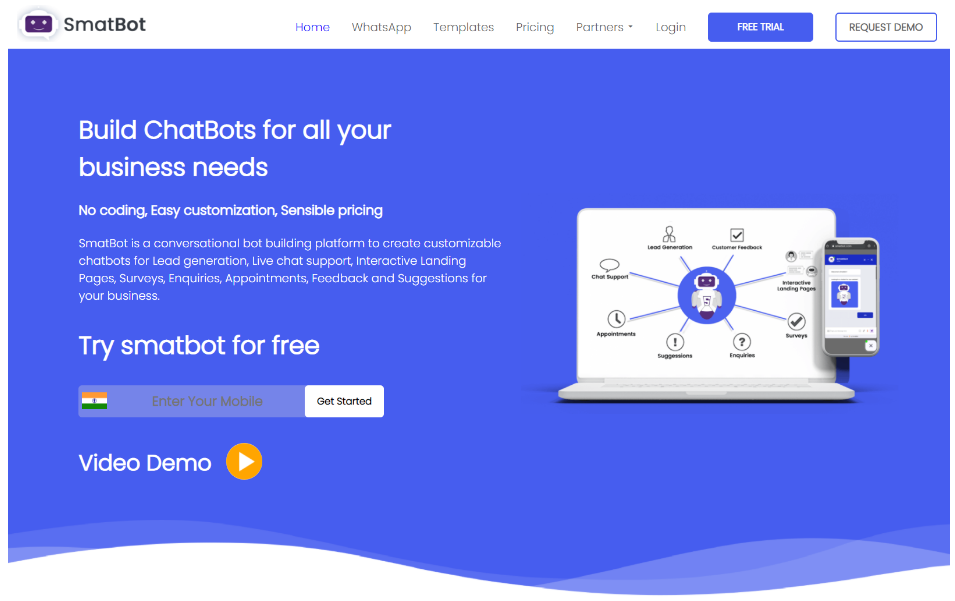 SmatBot
Home WhatsApp Templates Pricing Partners Login FREE TRIAL REQUEST DEMO
Build ChatBots for all your
business needs
No coding, Easy customization, Sensible pricing
SmatBot is a conversational bot building platform to create customizable
chatbots for Lead generation, Live chat support, Interactive Landing
Pages, Surveys, Enquiries, Appointments, Feedback and Suggestions for
your business.
Try smatbot for free
Enter Your Mobile
Get Started
Video Demo
Lead Generation
Customer Feedback
Chat Support
Interactive
Landing Pages
Appointments
Surveys
Suggessions
Enquiries